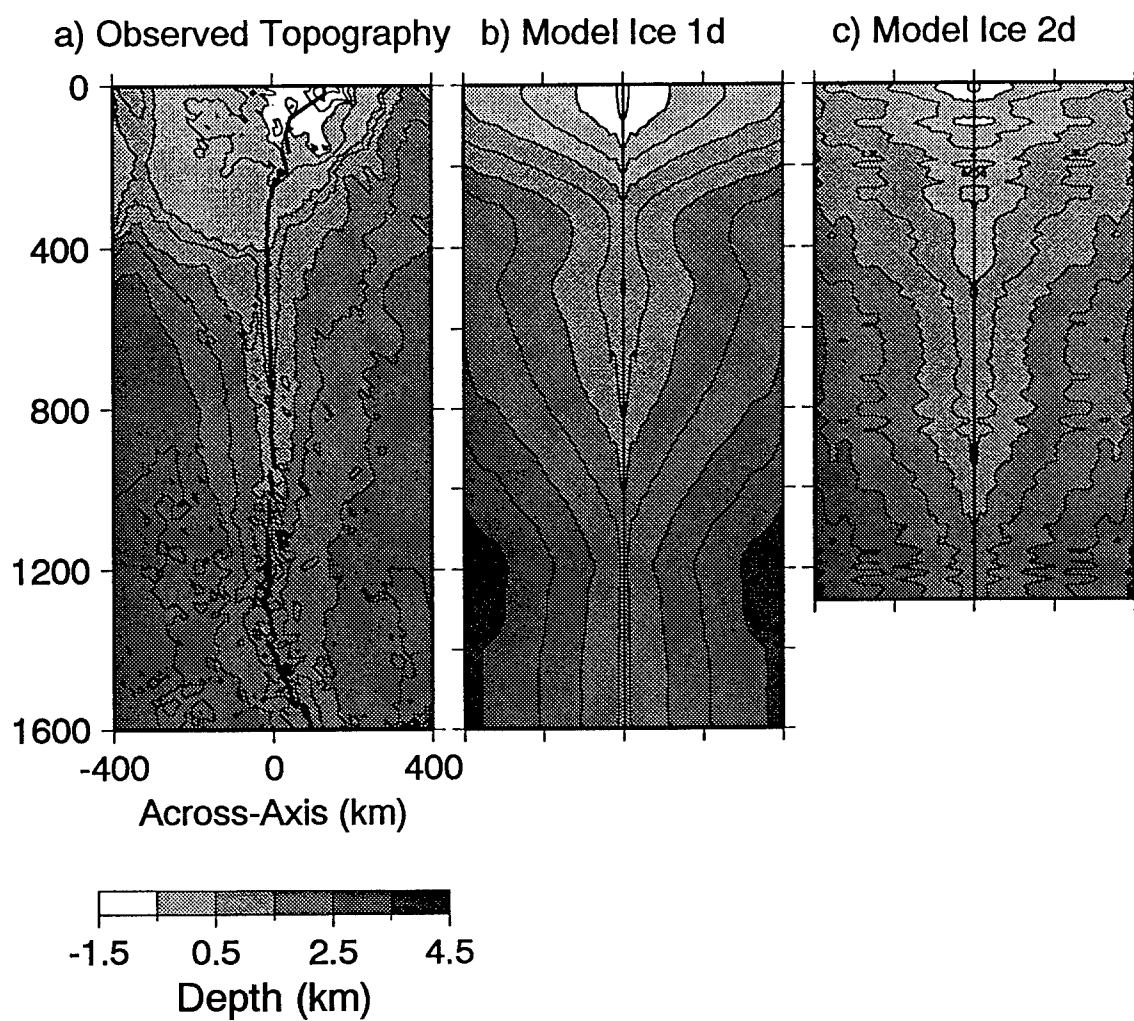 a) Observed Topography b) Model Ice 1d c) Model Ice 2d
0
400
800
1200
1600
-400 0 400
Across-Axis (km)
-1.5 0.5 2.5 4.5
Depth (km)